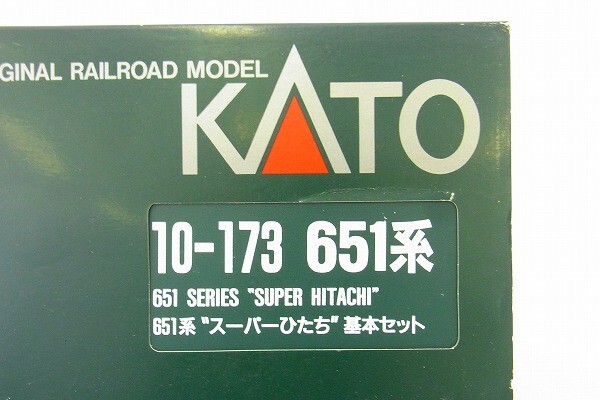 GINAL RAILROAD MODEL
KATO
10-173 651系
651 SERIES "SUPER HITACHI"
651系 "スーパーひたち" 基本セット